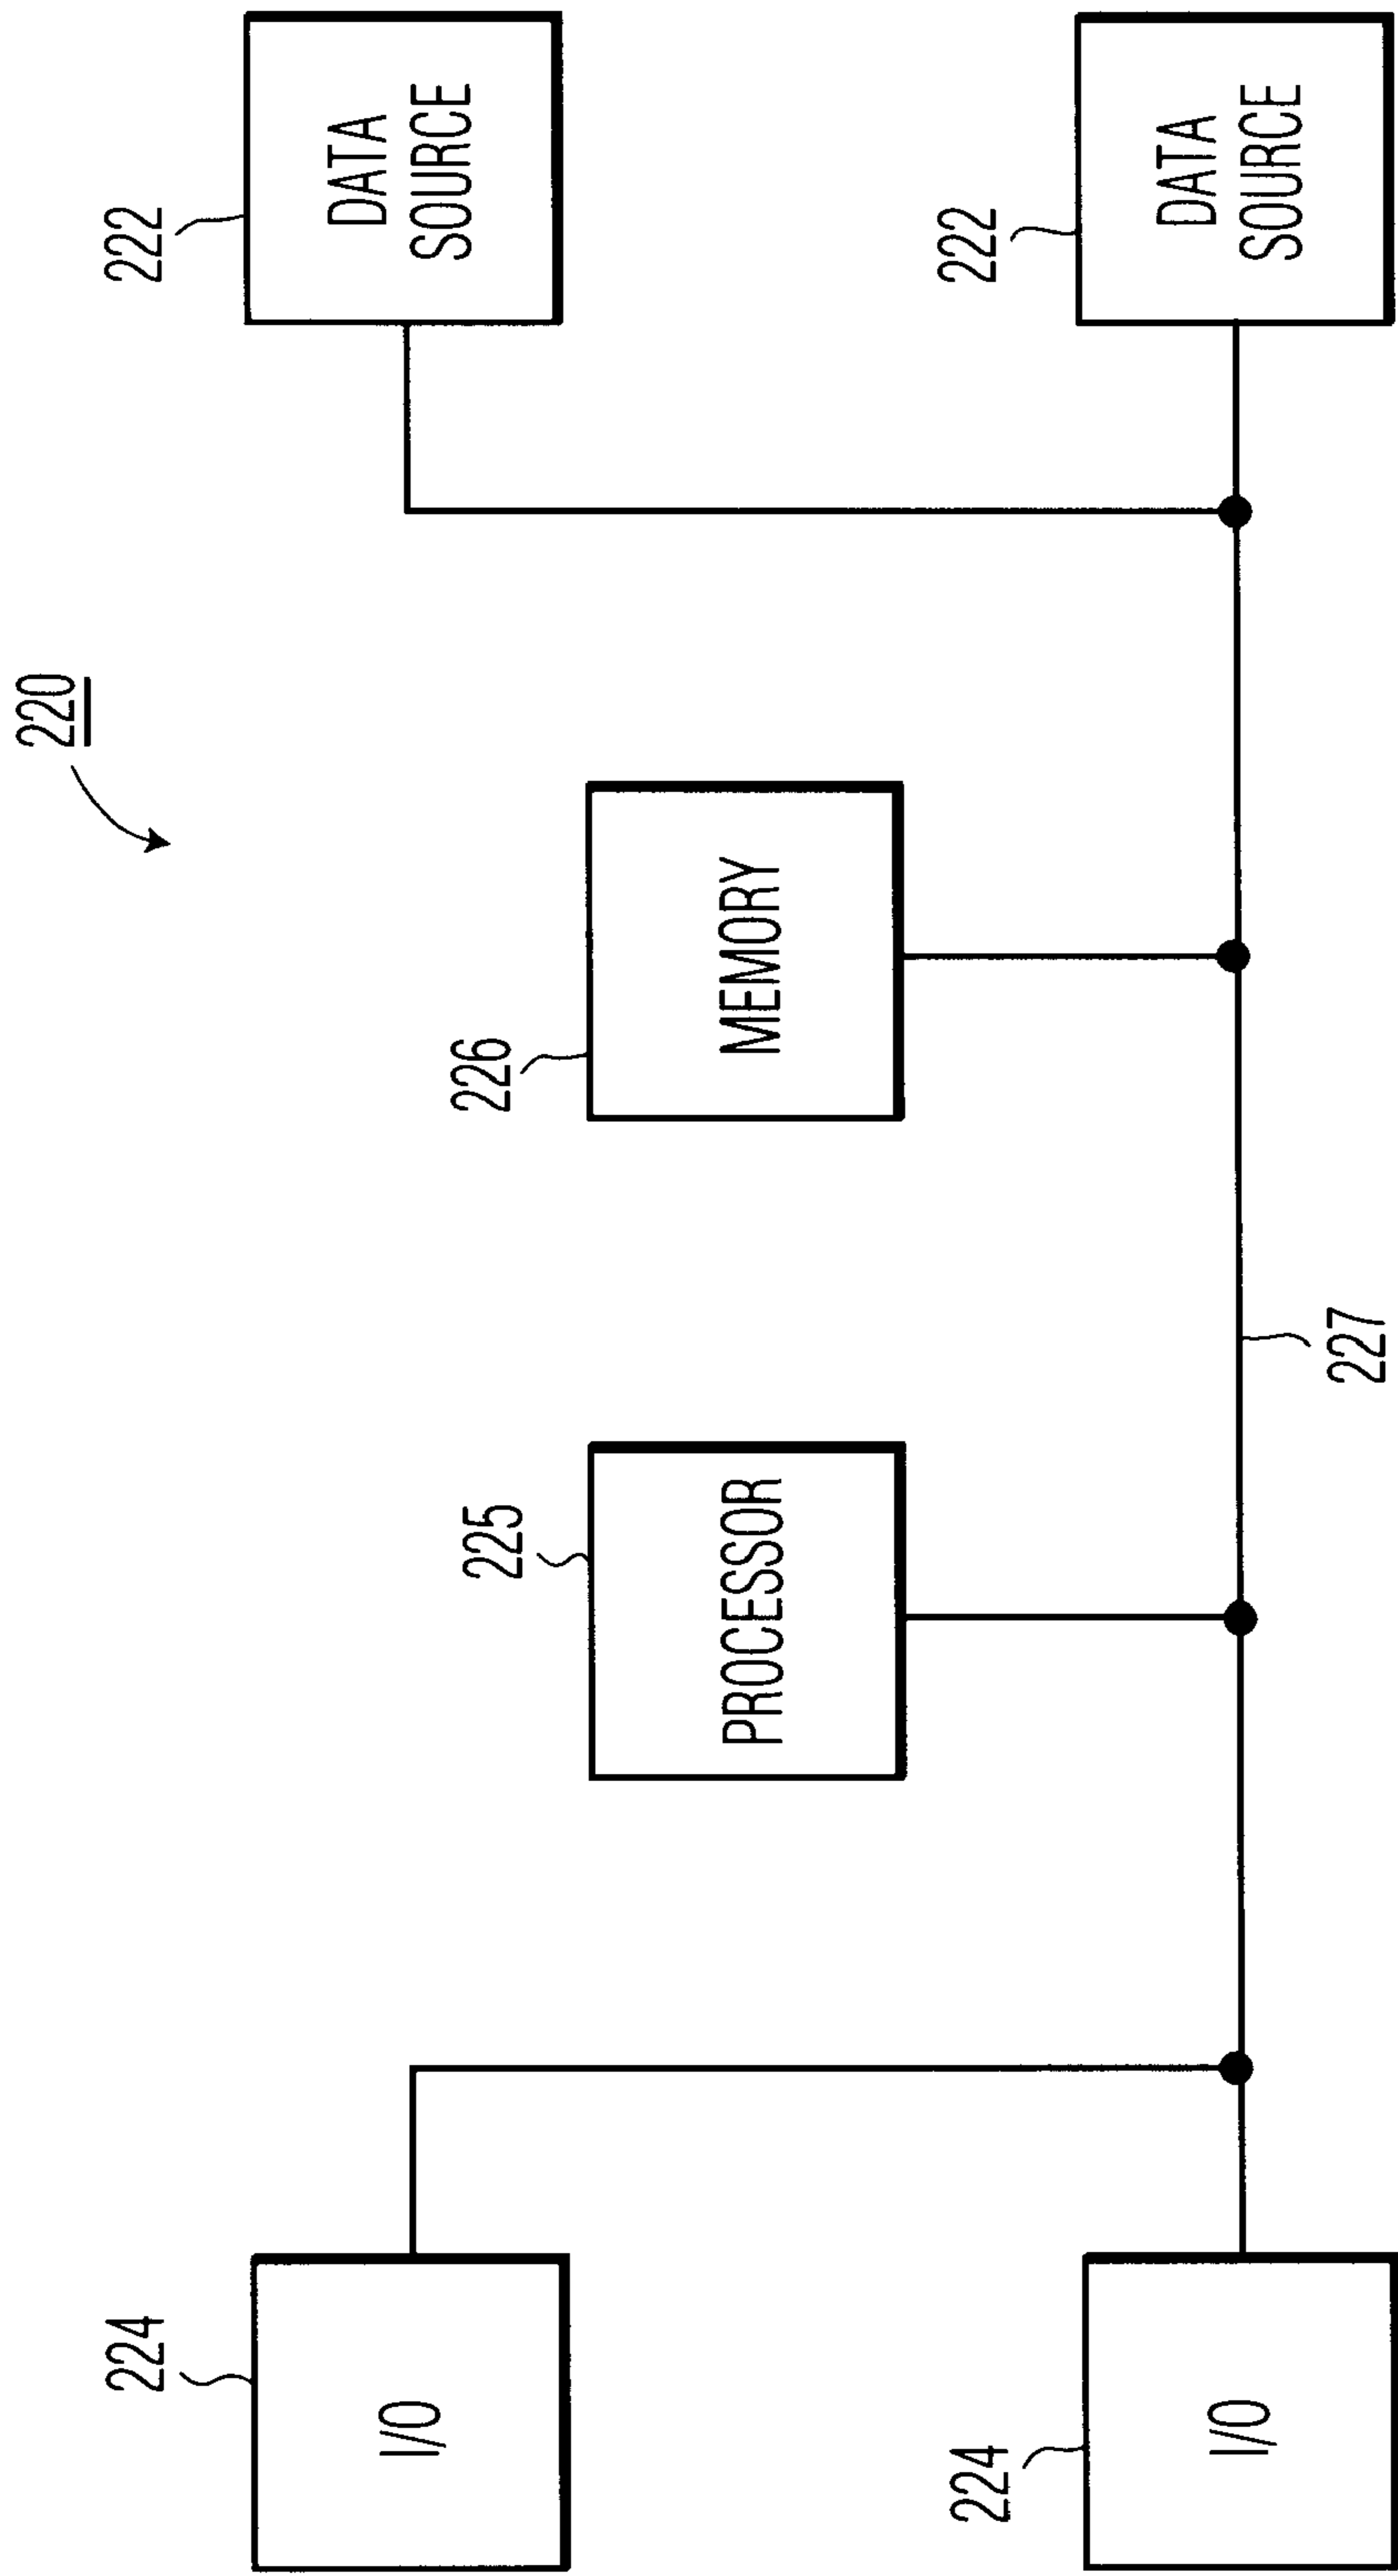 220
224
I/O
225
PROCESSOR
226
MEMORY
222
DATA
SOURCE
224
I/O
227
222
DATA
SOURCE